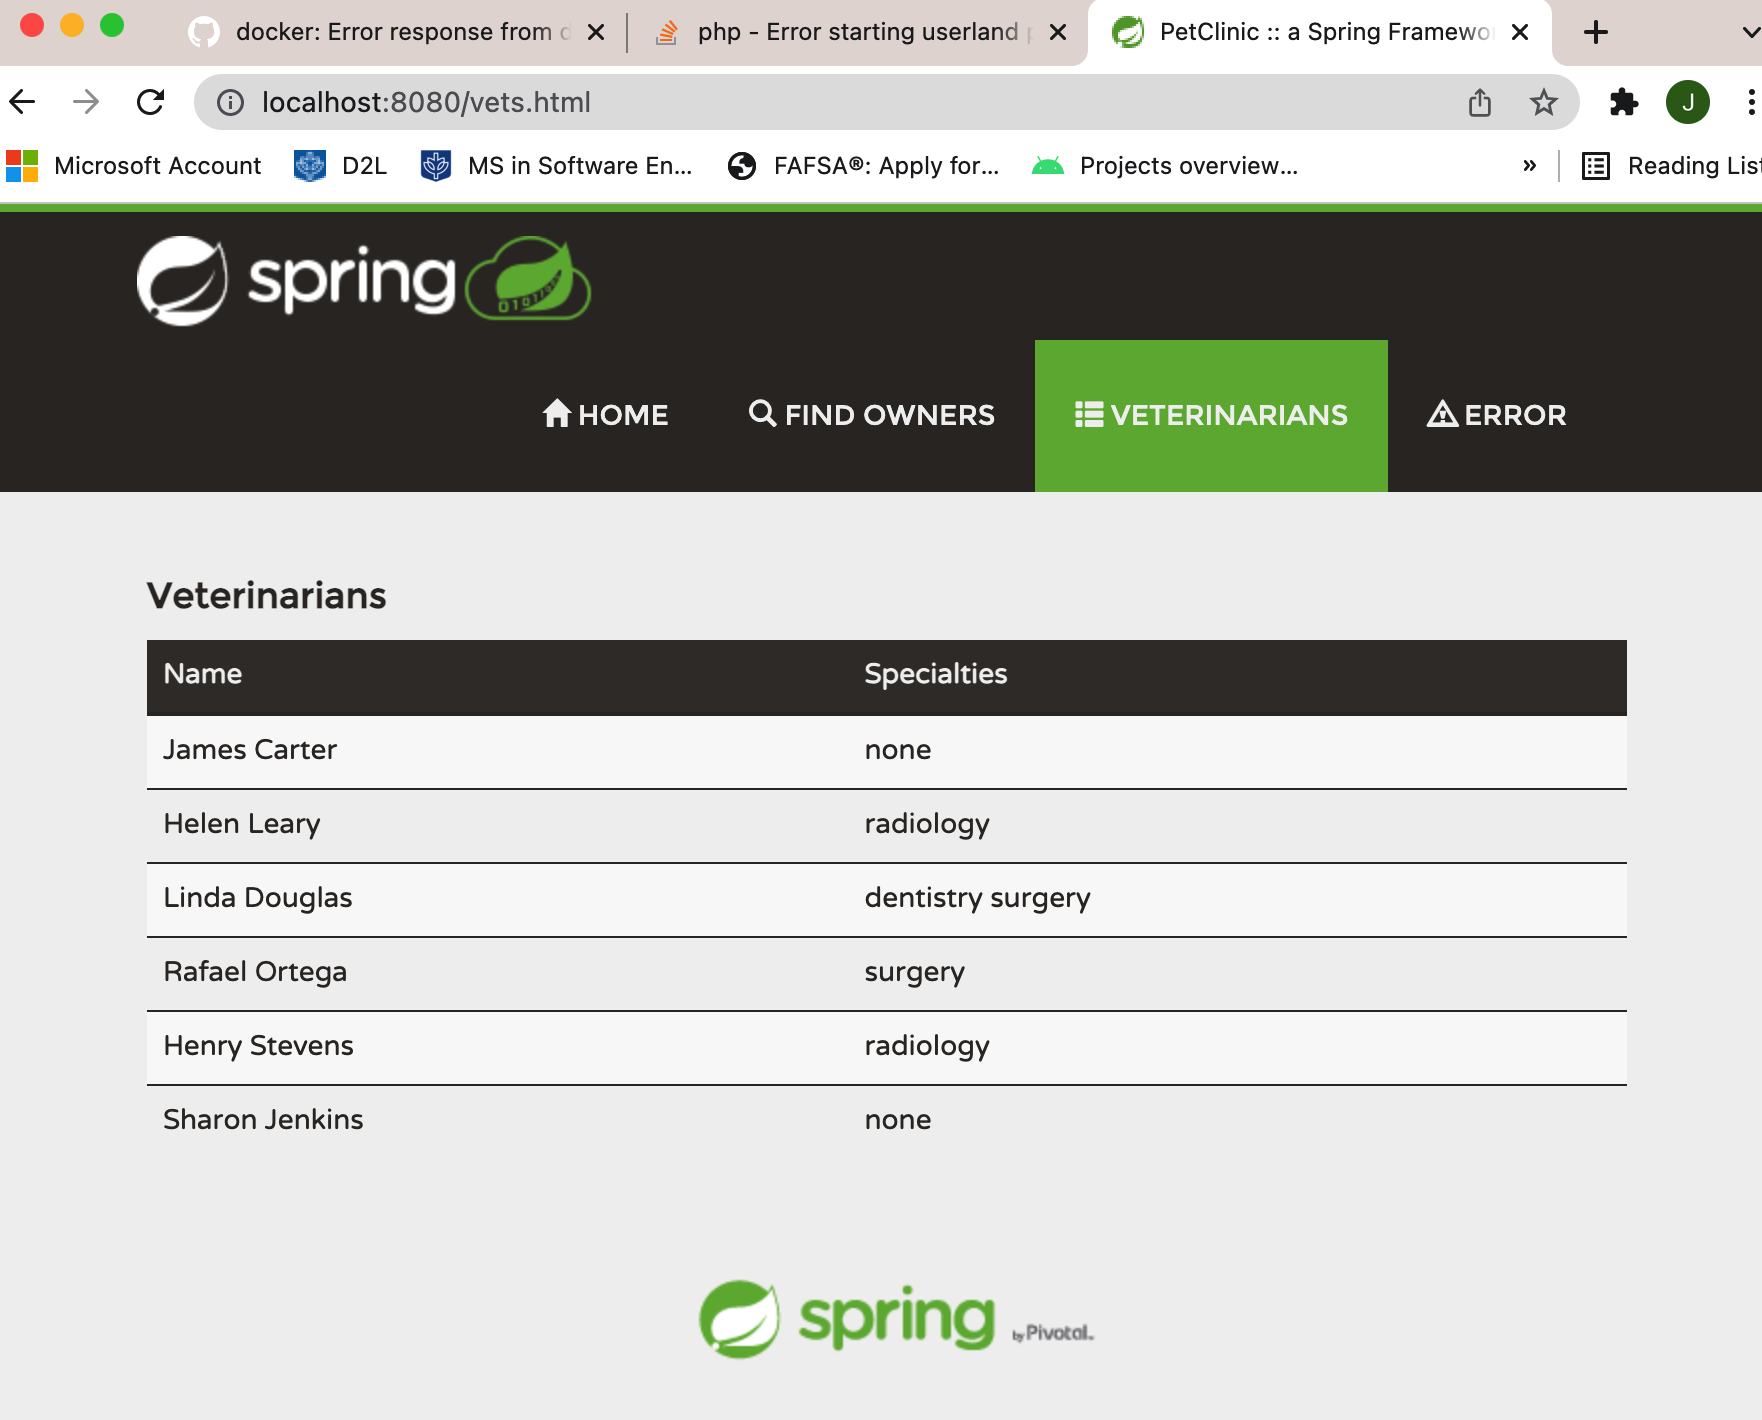 docker: Error response from d
php - Error starting userland p
PetClinic :: a Spring Framewor
localhost:8080/vets.html
J
Microsoft Account
D2L
MS in Software En...
FAFSA®: Apply for...
Projects overview...
»
Reading List
spring
HOME
FIND OWNERS
VETERINARIANS
ERROR
Veterinarians
Name Specialties
James Carter none
Helen Leary radiology
Linda Douglas dentistry surgery
Rafael Ortega surgery
Henry Stevens radiology
Sharon Jenkins none
spring by Pivotal™